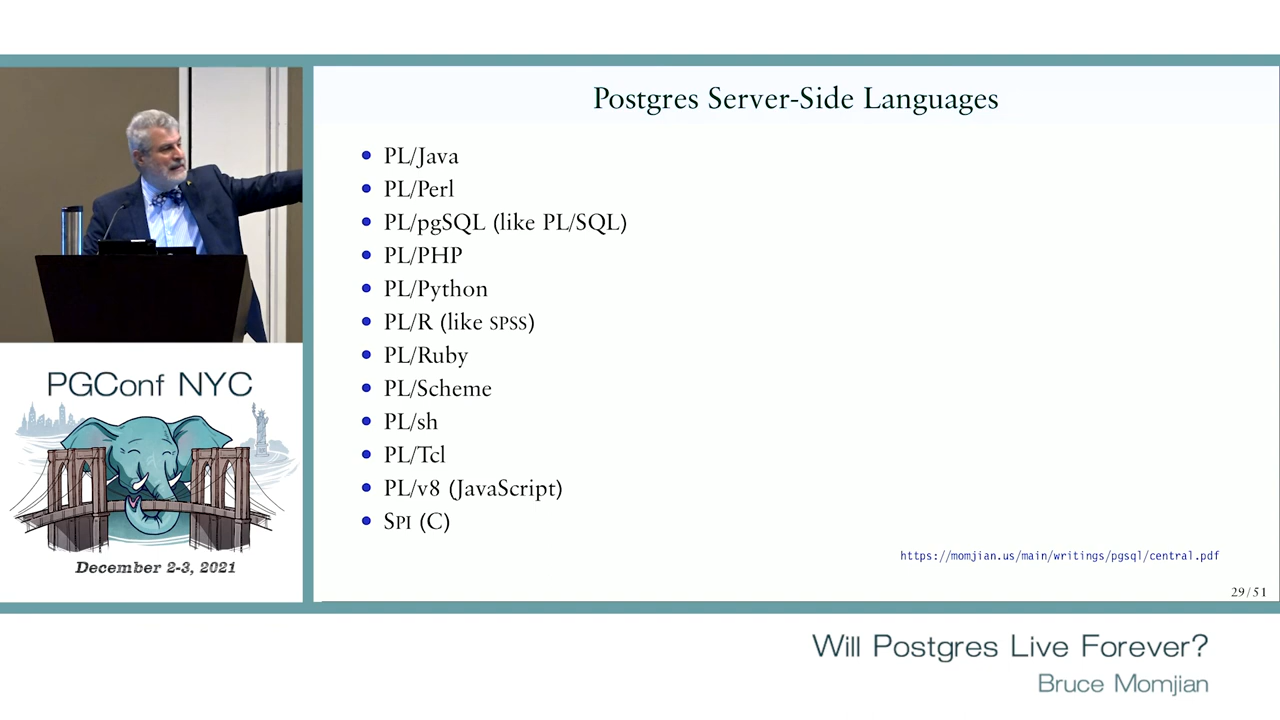 Postgres Server-Side Languages
PL/Java
PL/Perl
PL/pgSQL (like PL/SQL)
PL/PHP
PL/Python
PL/R (like SPSS)
PL/Ruby
PL/Scheme
PL/sh
PL/Tcl
PL/v8 (JavaScript)
SPI (C)
https://momjian.us/main/writings/pgsql/central.pdf
29/51
PGConf NYC
December 2-3, 2021
Will Postgres Live Forever?
Bruce Momjian